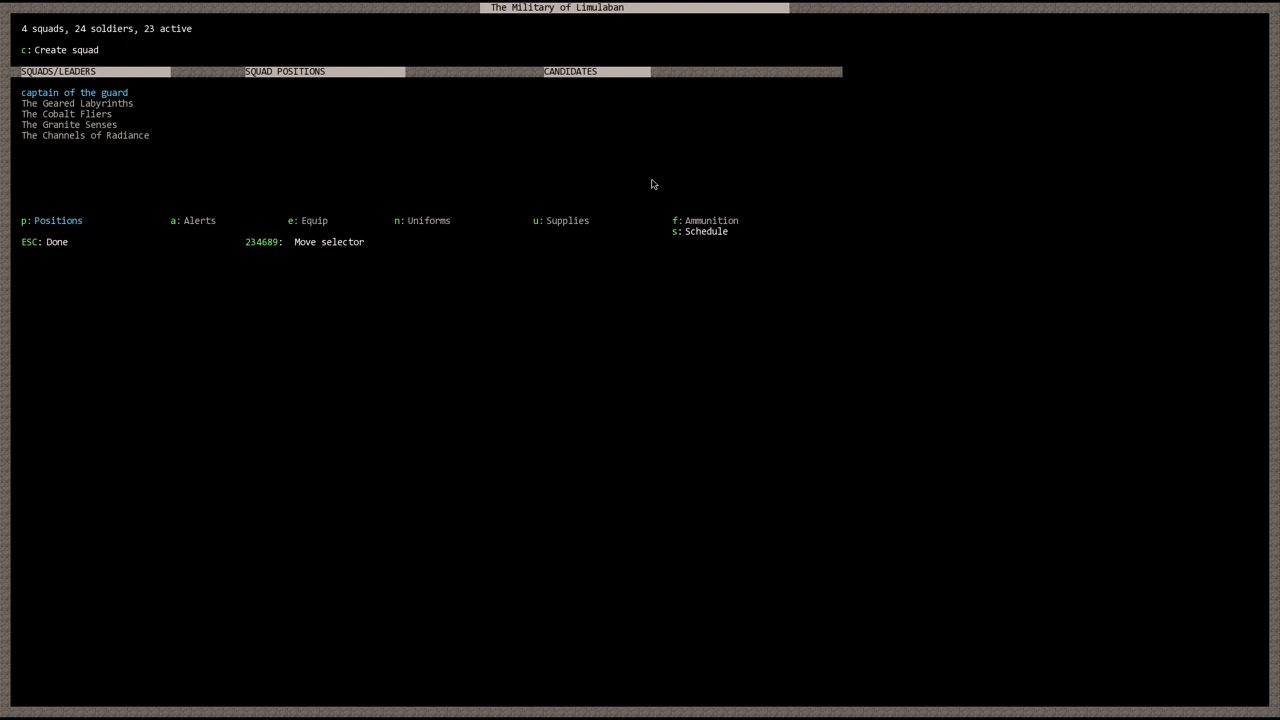 The Military of Limulaban
4 squads, 24 soldiers, 23 active
c: Create squad
SQUADS/LEADERS SQUAD POSITIONS CANDIDATES
captain of the guard
The Geared Labyrinths
The Cobalt Fliers
The Granite Senses
The Channels of Radiance
p: Positions a: Alerts e: Equip n: Uniforms u: Supplies f: Ammunition
s: Schedule
ESC: Done 234689: Move selector